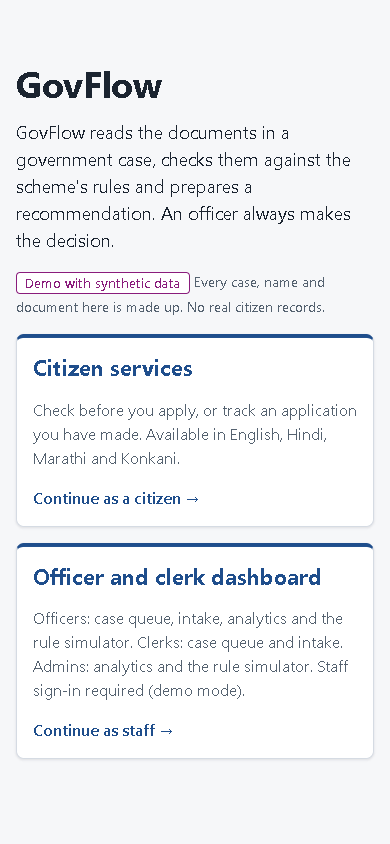 GovFlow
GovFlow reads the documents in a
government case, checks them against the
scheme's rules and prepares a
recommendation. An officer always makes
the decision.
Demo with synthetic data Every case, name and
document here is made up. No real citizen records.
Citizen services
Check before you apply, or track an application
you have made. Available in English, Hindi,
Marathi and Konkani.
Continue as a citizen →
Officer and clerk dashboard
Officers: case queue, intake, analytics and the
rule simulator. Clerks: case queue and intake.
Admins: analytics and the rule simulator. Staff
sign-in required (demo mode).
Continue as staff →